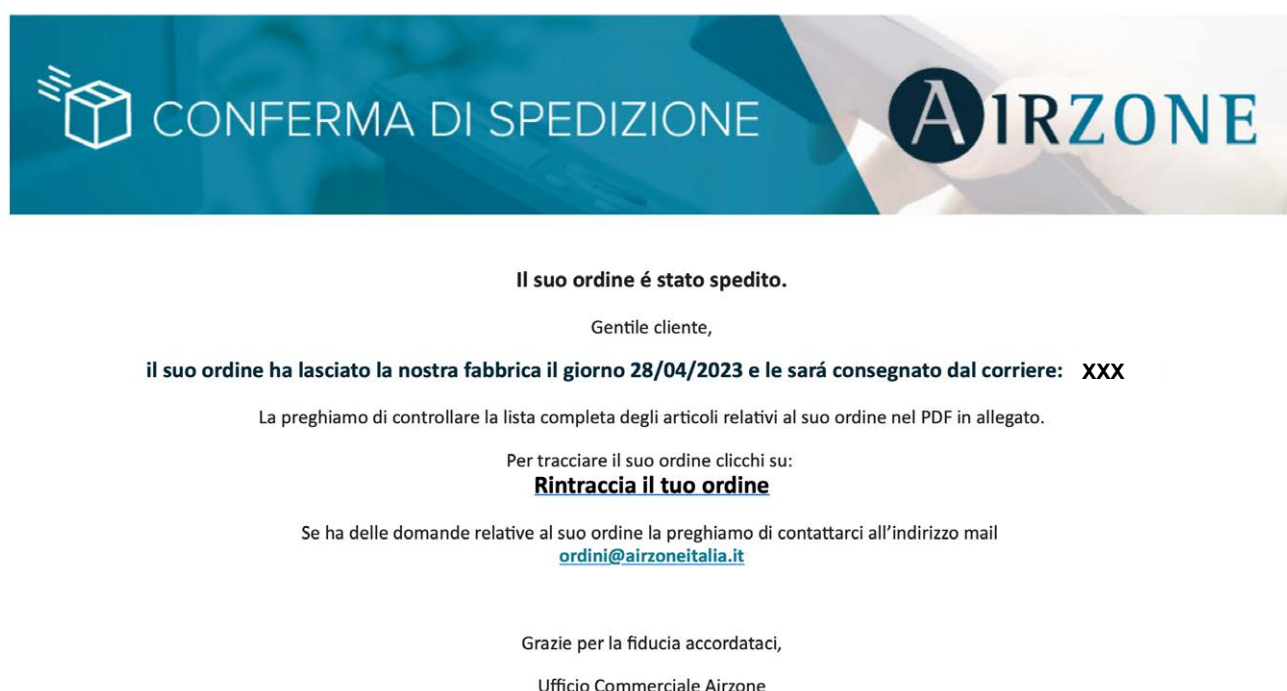 CONFERMA DI SPEDIZIONE
AIRZONE
Il suo ordine é stato spedito.
Gentile cliente,
il suo ordine ha lasciato la nostra fabbrica il giorno 28/04/2023 e le sará consegnato dal corriere: XXX
La preghiamo di controllare la lista completa degli articoli relativi al suo ordine nel PDF in allegato.
Per tracciare il suo ordine clicchi su:
Rintraccia il tuo ordine
Se ha delle domande relative al suo ordine la preghiamo di contattarci all’indirizzo mail
ordini@airzoneitalia.it
Grazie per la fiducia accordataci,
Ufficio Commerciale Airzone